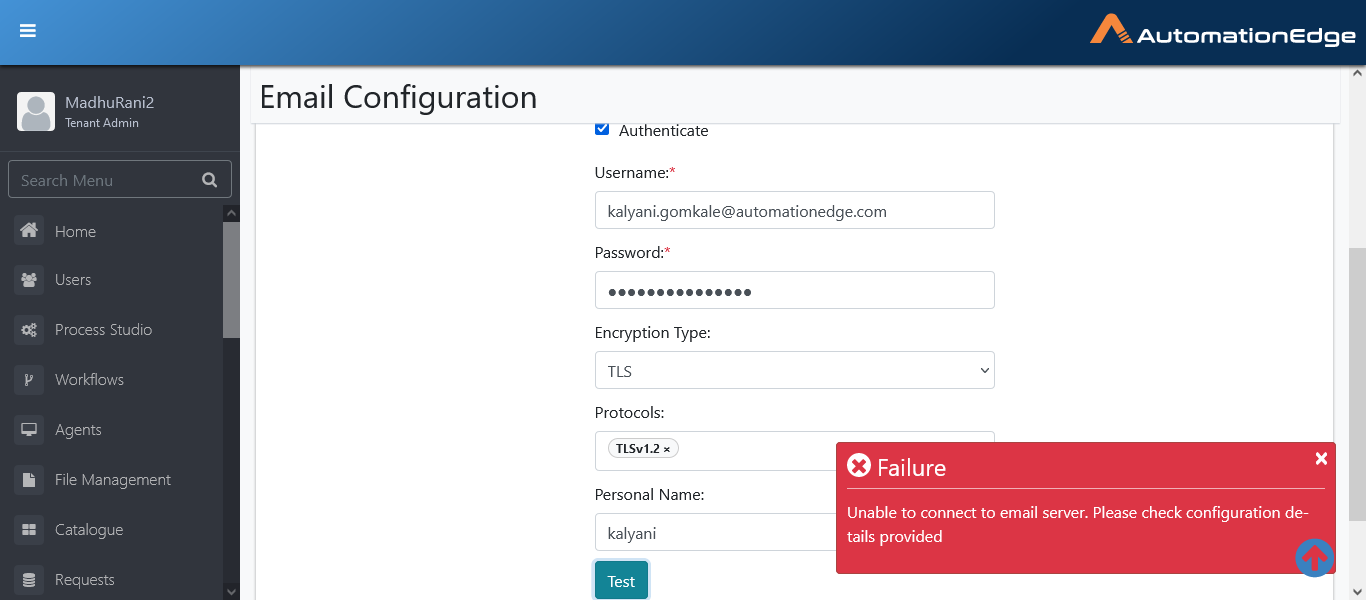 AutomationEdge
MadhuRani2
Tenant Admin
Search Menu
Home
Users
Process Studio
Workflows
Agents
File Management
Catalogue
Requests
Email Configuration
Authenticate
Username:*
kalyani.gomkale@automationedge.com
Password:*
●●●●●●●●●●●●●●●
Encryption Type:
TLS
Protocols:
TLSv1.2 ×
Personal Name:
kalyani
Test
Failure
Unable to connect to email server. Please check configuration de-
tails provided